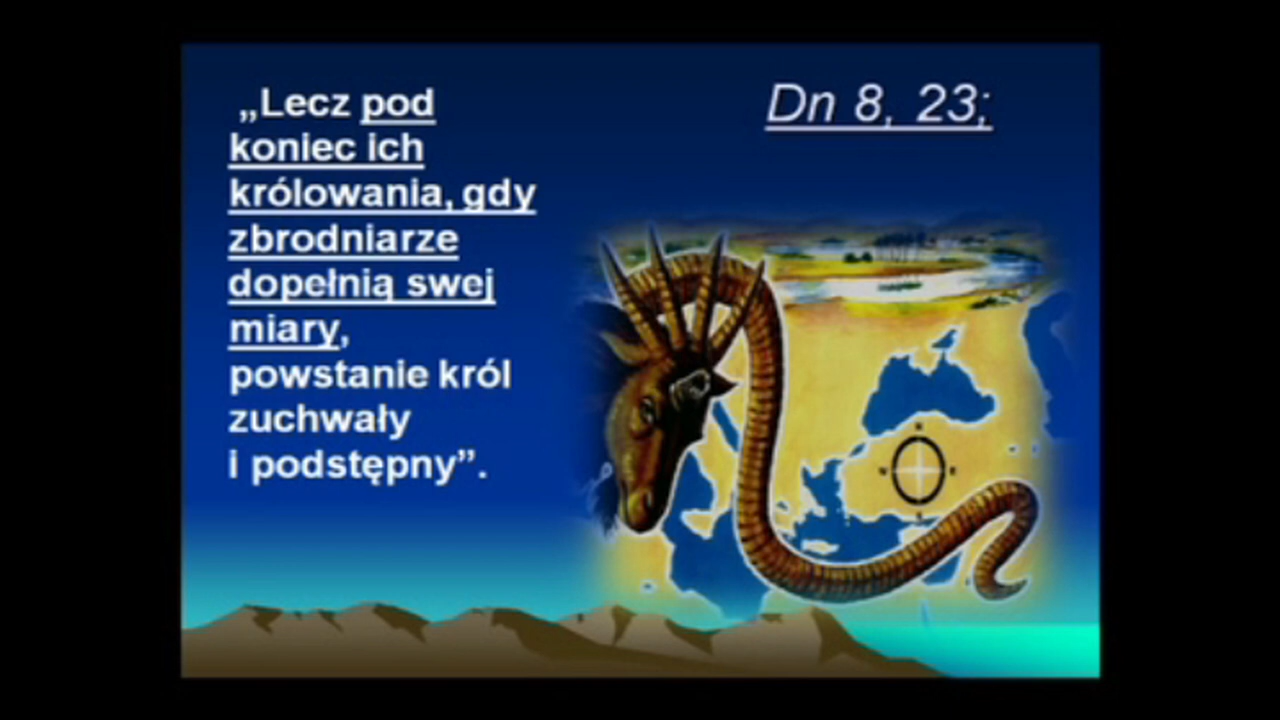 „Lecz pod
koniec ich
królowania, gdy
zbrodniarze
dopełnią swej
miary,
powstanie król
zuchwały
i podstępny”.
Dn 8, 23;